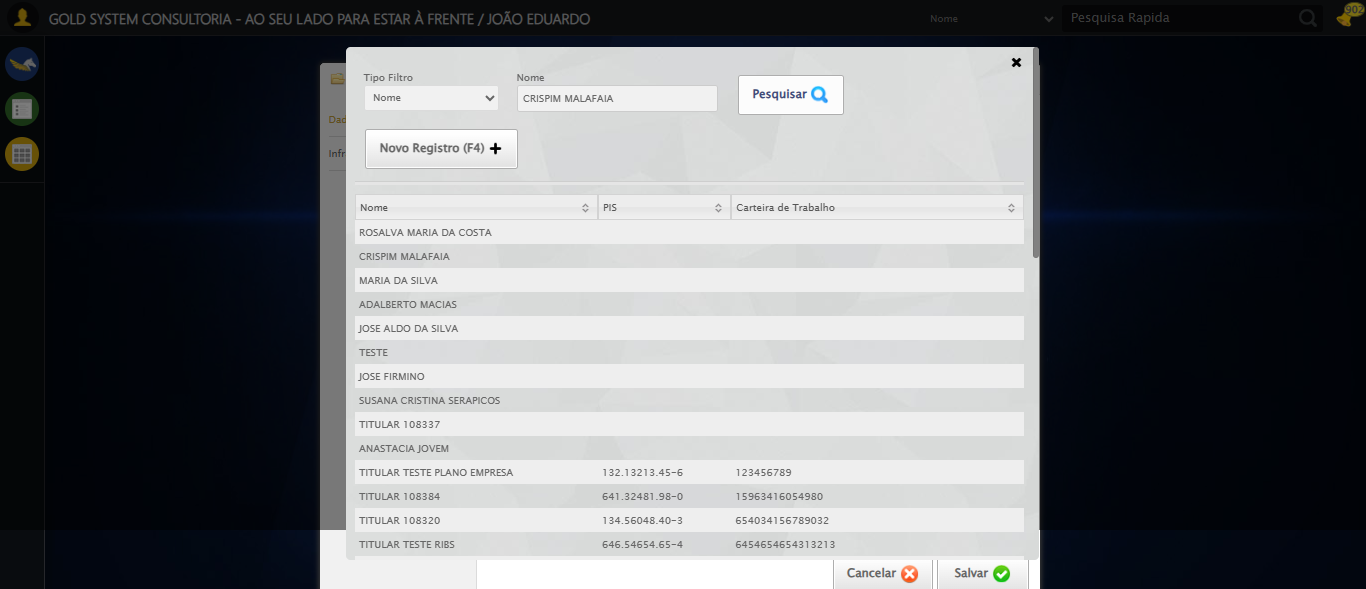 GOLD SYSTEM CONSULTORIA - AO SEU LADO PARA ESTAR À FRENTE / JOÃO EDUARDO
Nome
Pesquisa Rapida
902
Tipo Filtro
Nome
Nome
CRISPIM MALAFAIA
Pesquisar
Dad
Novo Registro (F4)
Infr
Nome PIS Carteira de Trabalho
ROSALVA MARIA DA COSTA
CRISPIM MALAFAIA
MARIA DA SILVA
ADALBERTO MACIAS
JOSE ALDO DA SILVA
TESTE
JOSE FIRMINO
SUSANA CRISTINA SERAPICOS
TITULAR 108337
ANASTACIA JOVEM
TITULAR TESTE PLANO EMPRESA 132.13213.45-6 123456789
TITULAR 108384 641.32481.98-0 15963416054980
TITULAR 108320 134.56048.40-3 654034156789032
TITULAR TESTE RIBS 646.54654.65-4 6454654654313213
Cancelar
Salvar